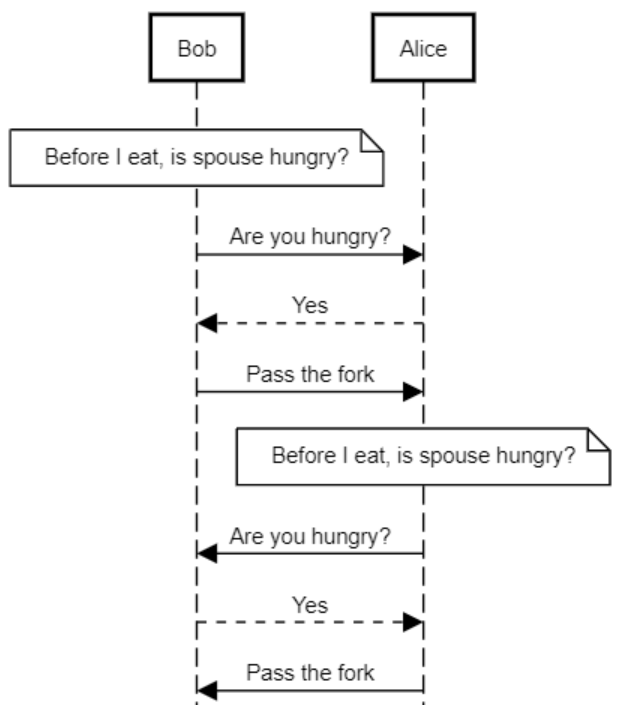 Bob
Alice
Before I eat, is spouse hungry?
Are you hungry?
Yes
Pass the fork
Before I eat, is spouse hungry?
Are you hungry?
Yes
Pass the fork